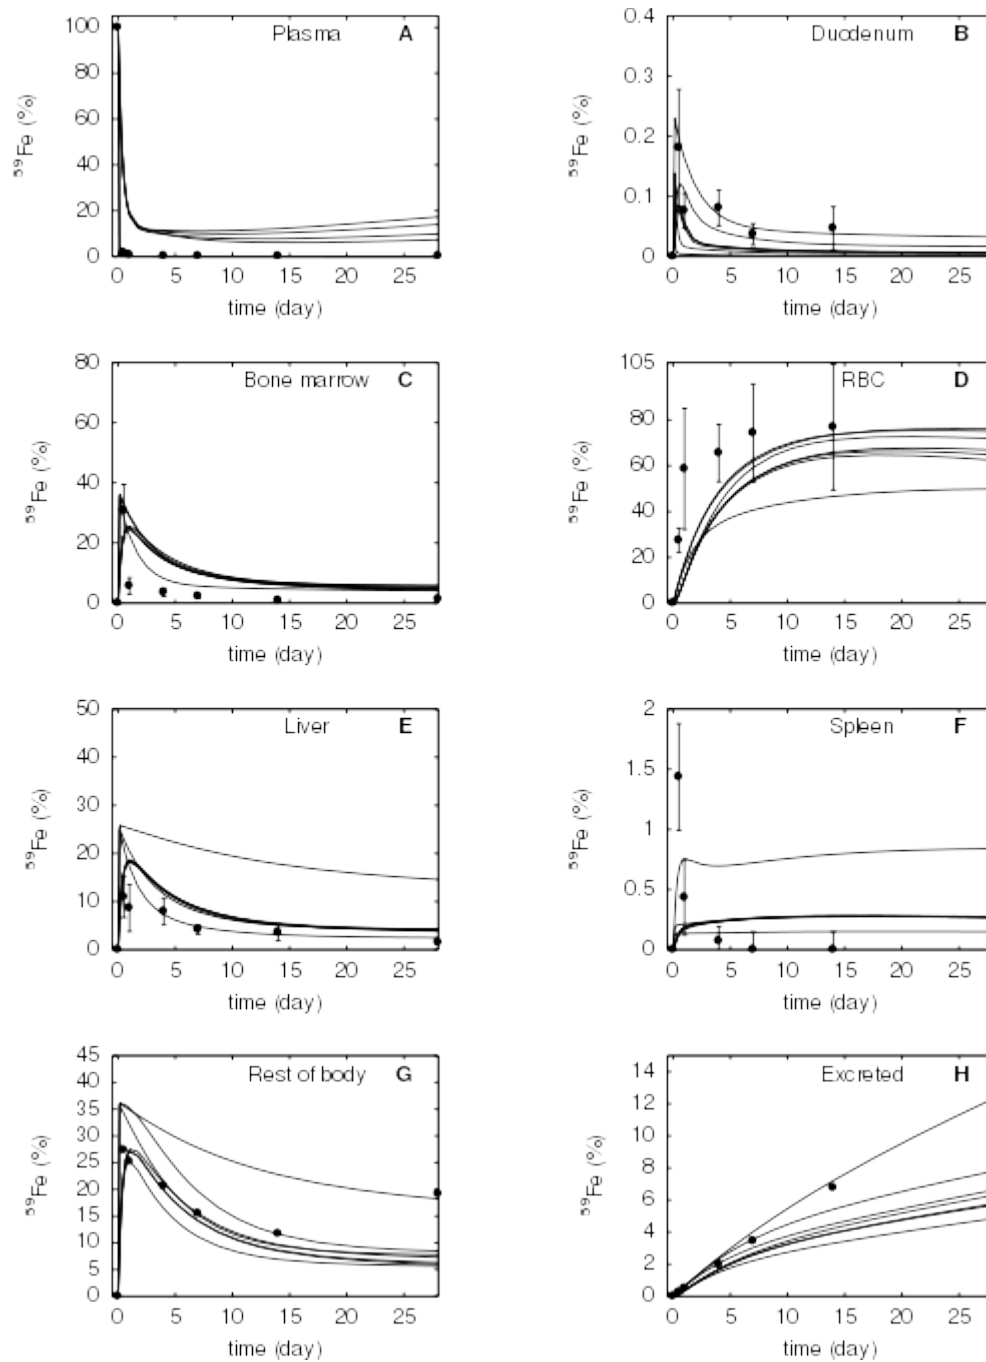 Plasma A
100
80
60
40
20
0
⁵⁹Fe (%)
0 5 10 15 20 25
time (day)
Duodenum B
0.4
0.3
0.2
0.1
0
⁵⁹Fe (%)
0 5 10 15 20 25
time (day)
Bone marrow C
80
60
40
20
0
⁵⁹Fe (%)
0 5 10 15 20 25
time (day)
RBC D
105
80
60
40
20
0
⁵⁹Fe (%)
0 5 10 15 20 25
time (day)
Liver E
50
40
30
20
10
0
⁵⁹Fe (%)
0 5 10 15 20 25
time (day)
Spleen F
2
1.5
1
0.5
0
⁵⁹Fe (%)
0 5 10 15 20 25
time (day)
Rest of body G
45
40
35
30
25
20
15
10
5
0
⁵⁹Fe (%)
0 5 10 15 20 25
time (day)
Excreted H
14
12
10
8
6
4
2
0
⁵⁹Fe (%)
0 5 10 15 20 25
time (day)